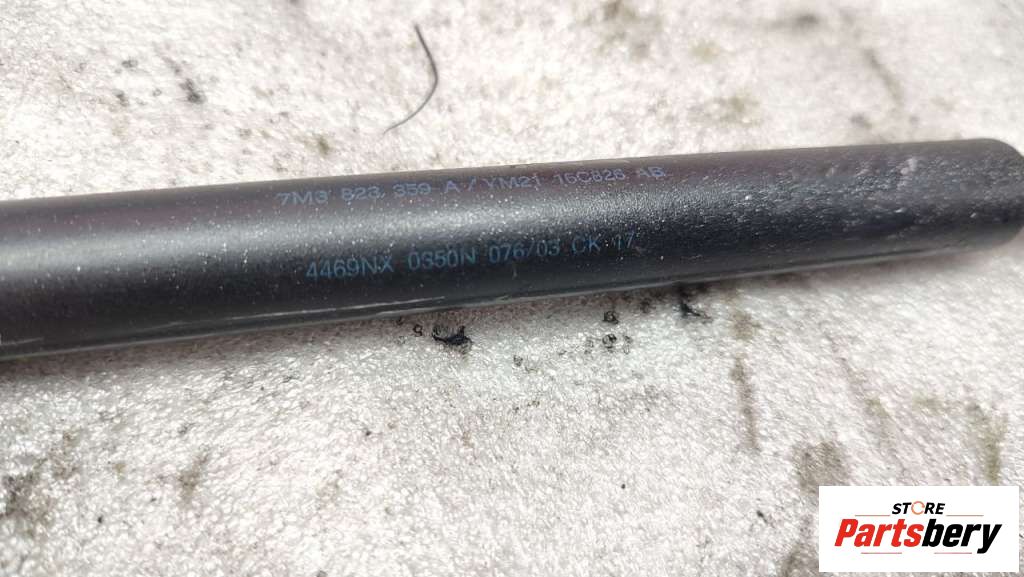 7M3 823 359 A / YM21 16C826 AB
4469NX 0350N 076/03 CK 17
STORE
Partsbery